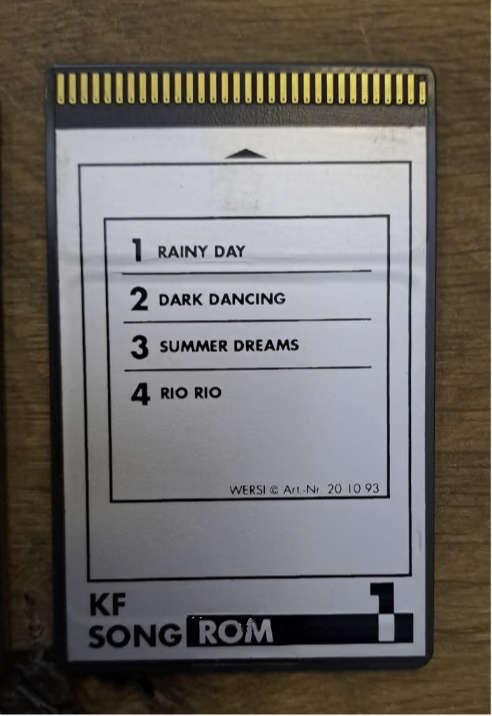 1 RAINY DAY
2 DARK DANCING
3 SUMMER DREAMS
4 RIO RIO
WERSI © Art.-Nr. 20 10 93
KF
SONG ROM 1